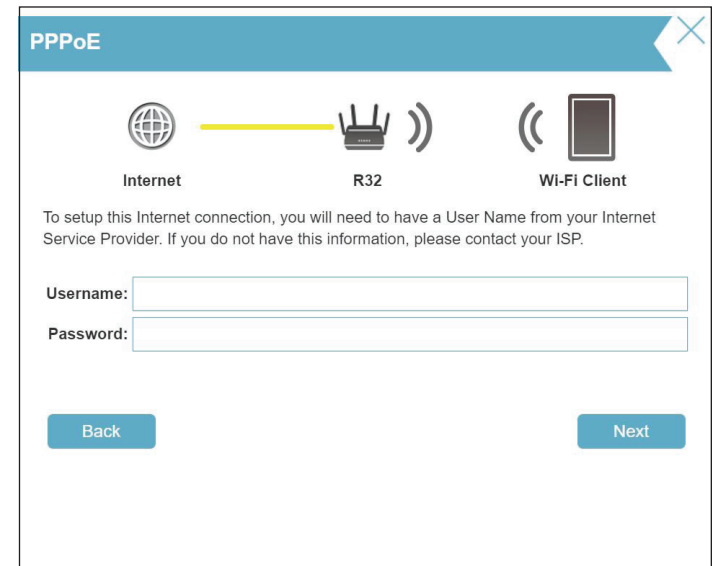 PPPoE
Internet R32 Wi-Fi Client
To setup this Internet connection, you will need to have a User Name from your Internet
Service Provider. If you do not have this information, please contact your ISP.
Username:
Password:
Back Next